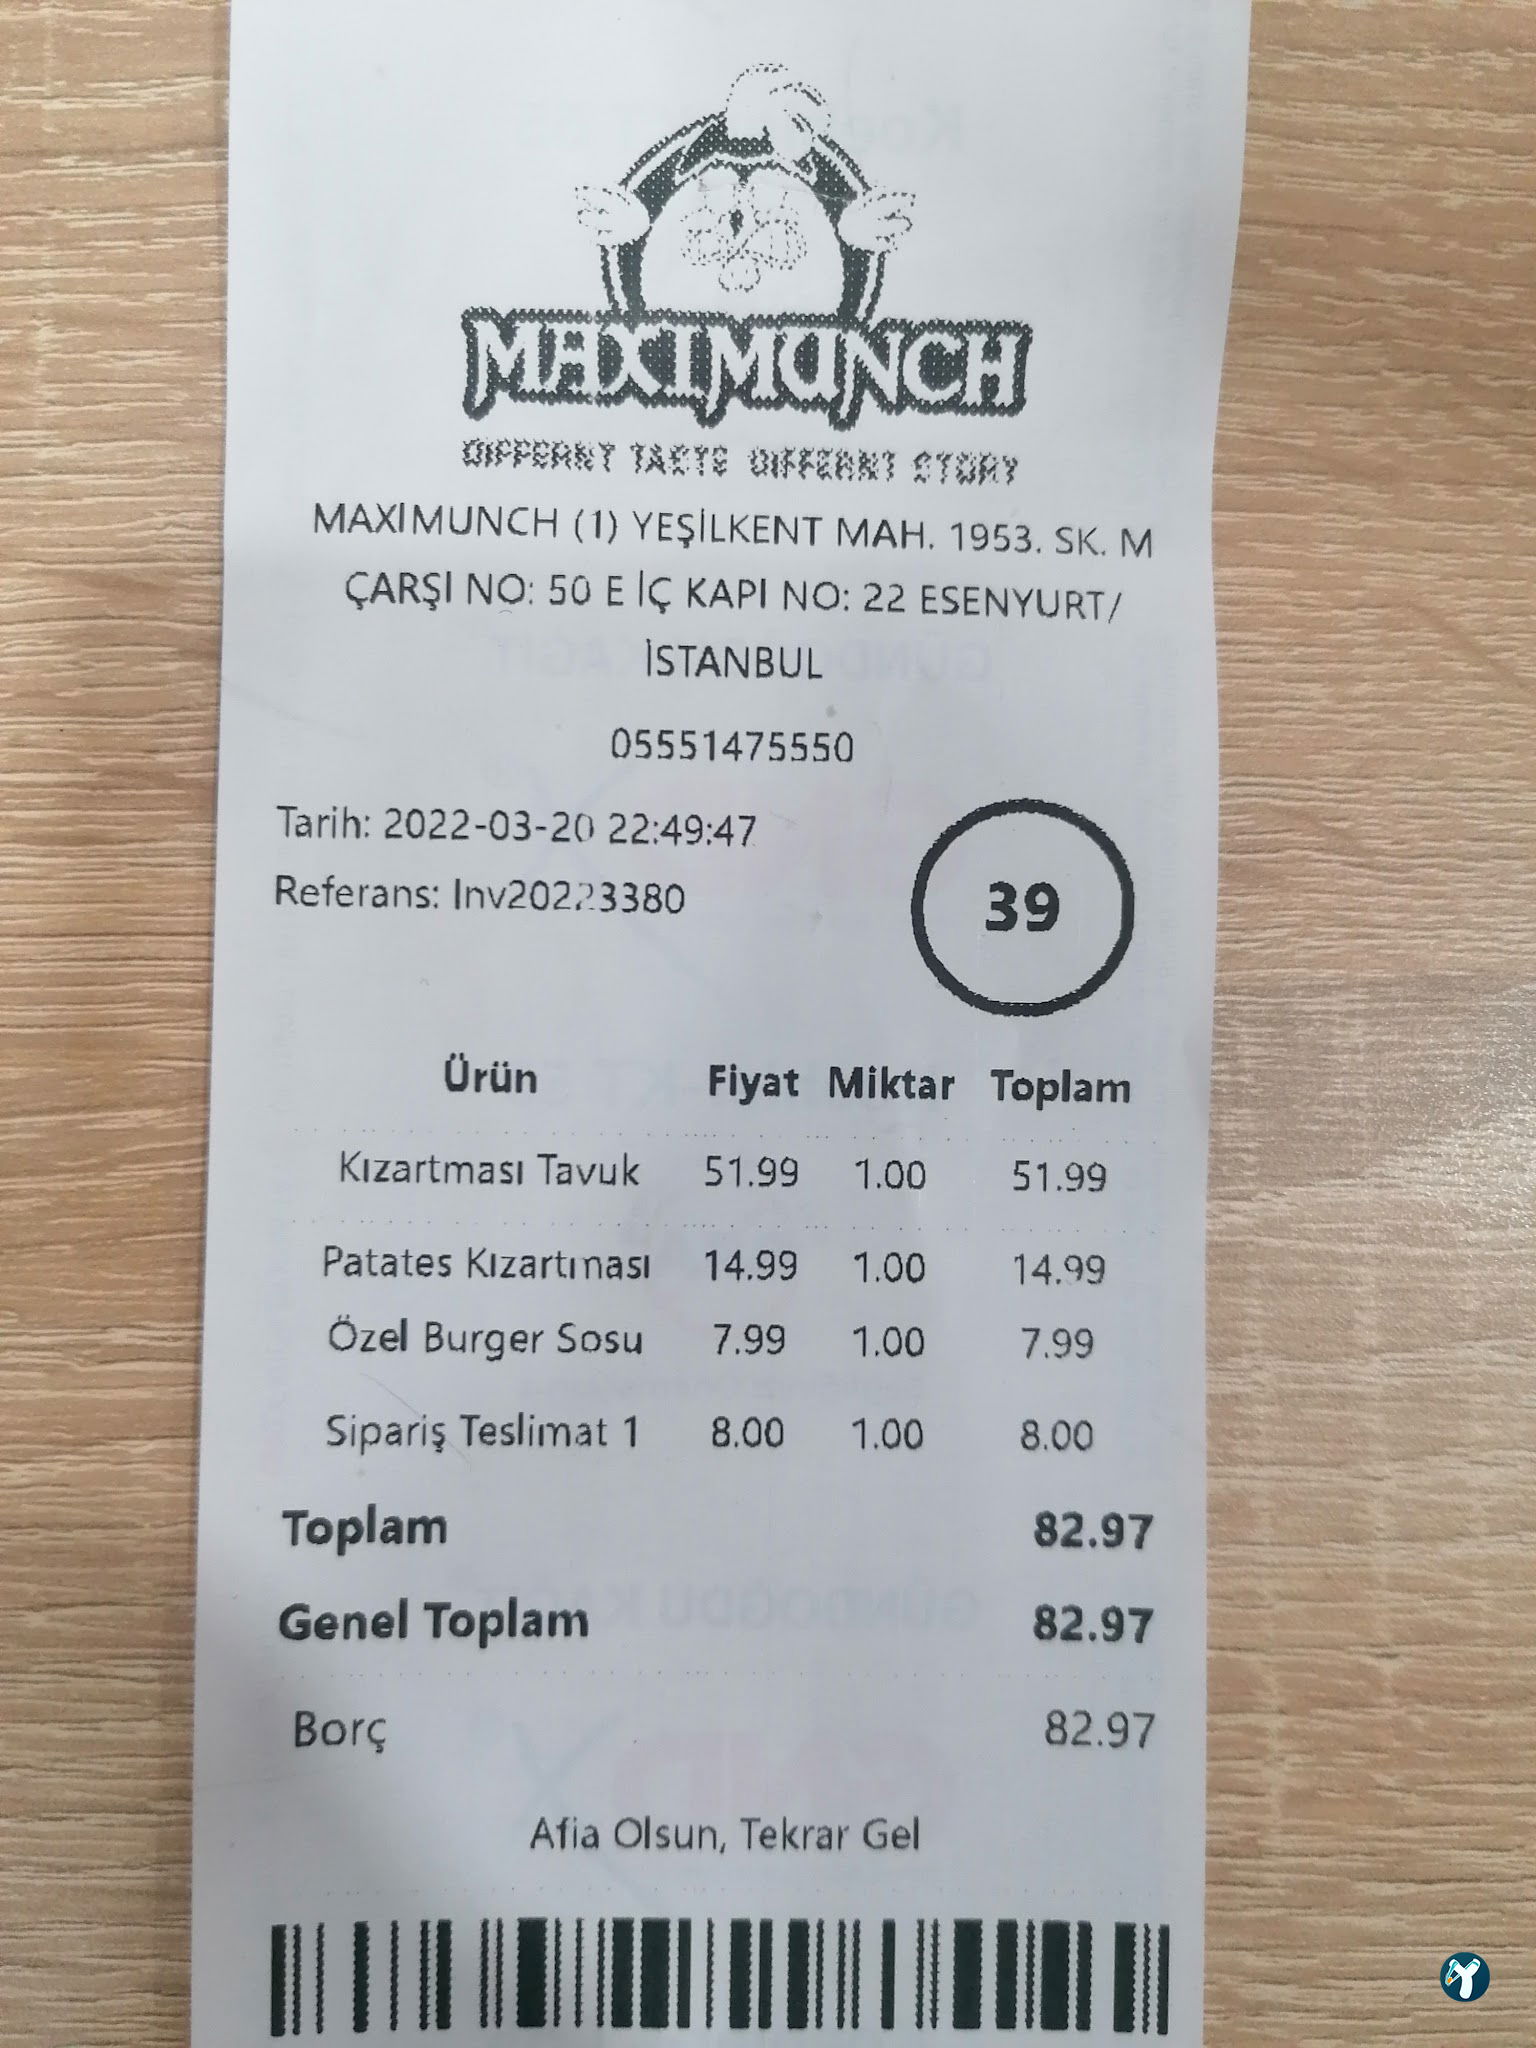 MAXIMUNCH
DIFFERNT TASTE DIFFERNT STORY
MAXIMUNCH (1) YEŞİLKENT MAH. 1953. SK. M
ÇARŞI NO: 50 E İÇ KAPI NO: 22 ESENYURT/
İSTANBUL
05551475550
Tarih: 2022-03-20 22:49:47
Referans: Inv20223380
39
Ürün Fiyat Miktar Toplam
Kızartması Tavuk 51.99 1.00 51.99
Patates Kızartması 14.99 1.00 14.99
Özel Burger Sosu 7.99 1.00 7.99
Sipariş Teslimat 1 8.00 1.00 8.00
Toplam 82.97
Genel Toplam 82.97
Borç 82.97
Afia Olsun, Tekrar Gel